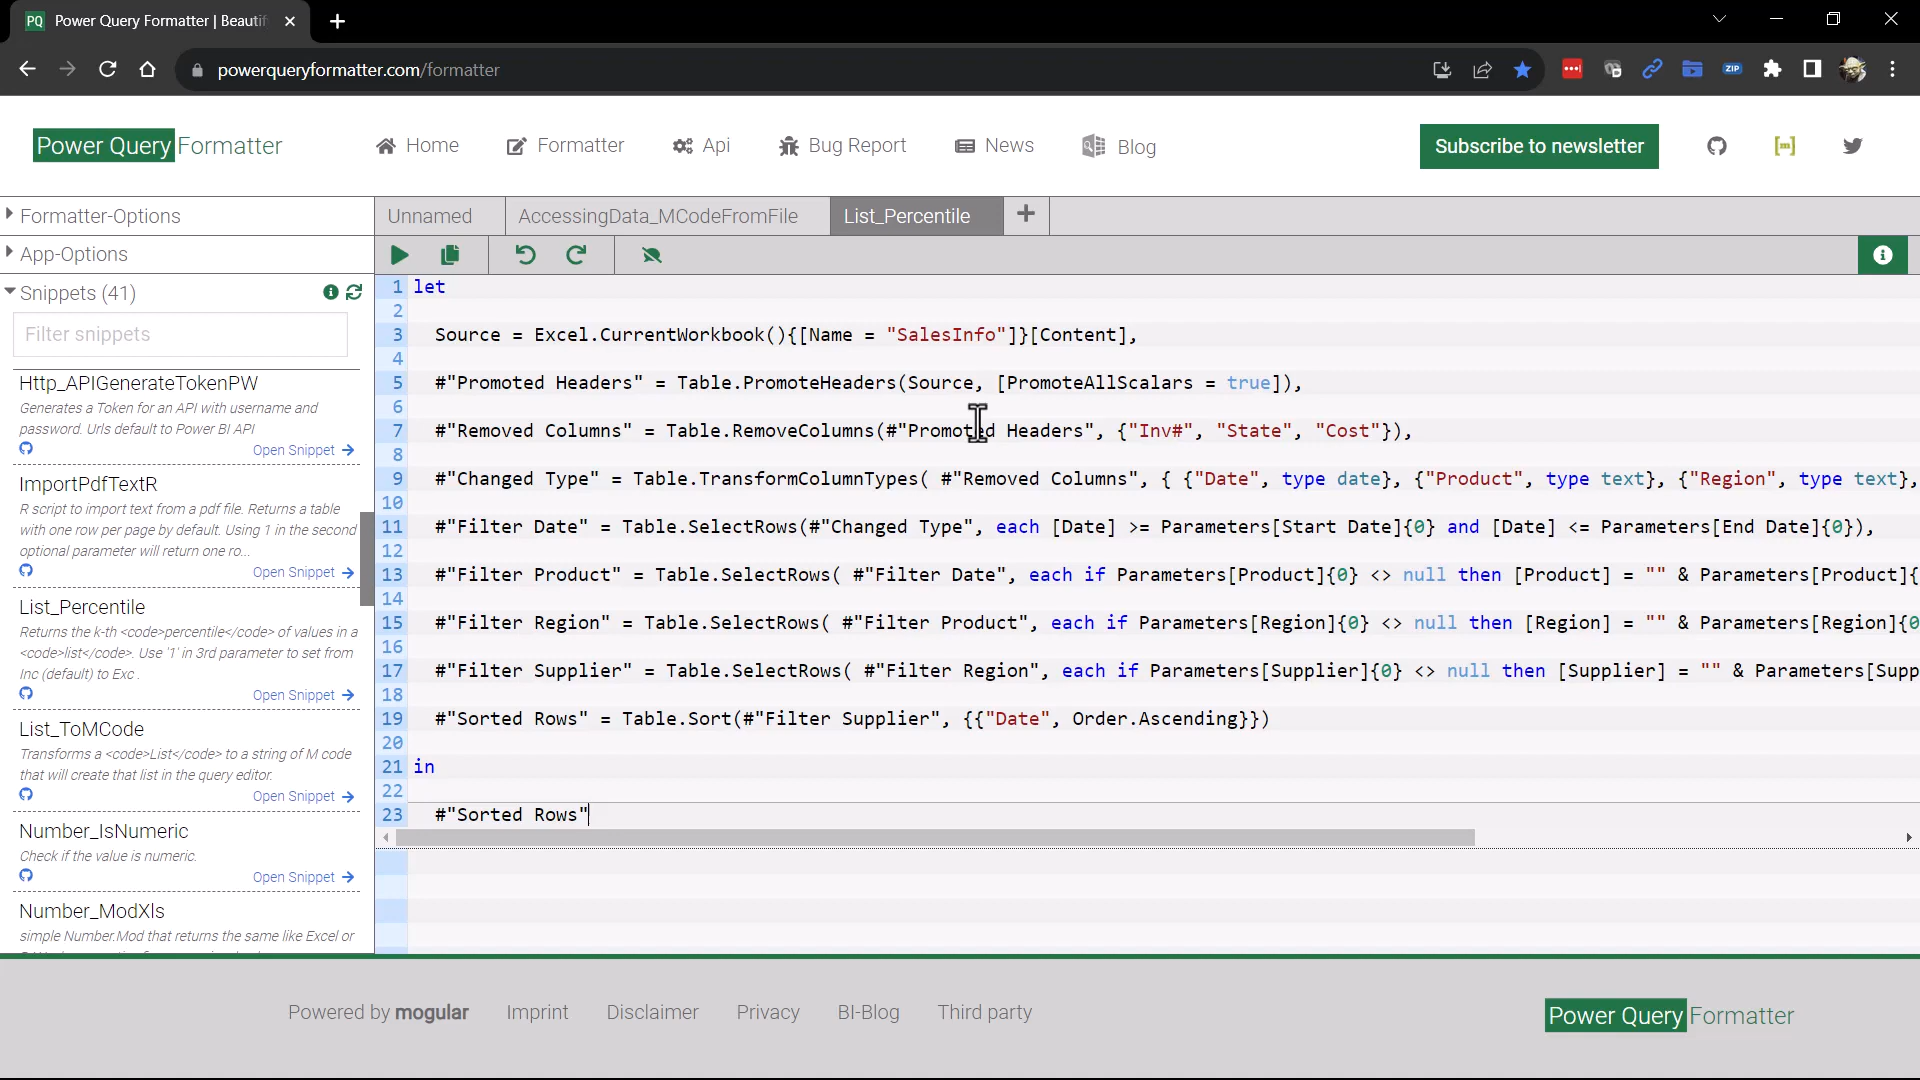 PQ Power Query Formatter | Beautif
powerqueryformatter.com/formatter
ZIP
Power Query Formatter
Home
Formatter
Api
Bug Report
News
Blog
Subscribe to newsletter
[m]
Formatter-Options
App-Options
Snippets (41)
Filter snippets
Http_APIGenerateTokenPW
Generates a Token for an API with username and
password. Urls default to Power BI API
Open Snippet
ImportPdfTextR
R script to import text from a pdf file. Returns a table
with one row per page by default. Using 1 in the second
optional parameter will return one ro...
Open Snippet
List_Percentile
Returns the k-th <code>percentile</code> of values in a
<code>list</code>. Use '1' in 3rd parameter to set from
Inc (default) to Exc .
Open Snippet
List_ToMCode
Transforms a <code>List</code> to a string of M code
that will create that list in the query editor.
Open Snippet
Number_IsNumeric
Check if the value is numeric.
Open Snippet
Number_ModXls
simple Number.Mod that returns the same like Excel or
Unnamed
AccessingData_MCodeFromFile
List_Percentile
1 let
2
3 Source = Excel.CurrentWorkbook(){[Name = "SalesInfo"]}[Content],
4
5 #"Promoted Headers" = Table.PromoteHeaders(Source, [PromoteAllScalars = true]),
6
7 #"Removed Columns" = Table.RemoveColumns(#"Promoted Headers", {"Inv#", "State", "Cost"}),
8
9 #"Changed Type" = Table.TransformColumnTypes( #"Removed Columns", { {"Date", type date}, {"Product", type text}, {"Region", type text},
10
11 #"Filter Date" = Table.SelectRows(#"Changed Type", each [Date] >= Parameters[Start Date]{0} and [Date] <= Parameters[End Date]{0}),
12
13 #"Filter Product" = Table.SelectRows( #"Filter Date", each if Parameters[Product]{0} <> null then [Product] = "" & Parameters[Product]{
14
15 #"Filter Region" = Table.SelectRows( #"Filter Product", each if Parameters[Region]{0} <> null then [Region] = "" & Parameters[Region]{0
16
17 #"Filter Supplier" = Table.SelectRows( #"Filter Region", each if Parameters[Supplier]{0} <> null then [Supplier] = "" & Parameters[Supp
18
19 #"Sorted Rows" = Table.Sort(#"Filter Supplier", {{"Date", Order.Ascending}})
20
21 in
22
23 #"Sorted Rows"
Powered by mogular
Imprint
Disclaimer
Privacy
BI-Blog
Third party
Power Query Formatter